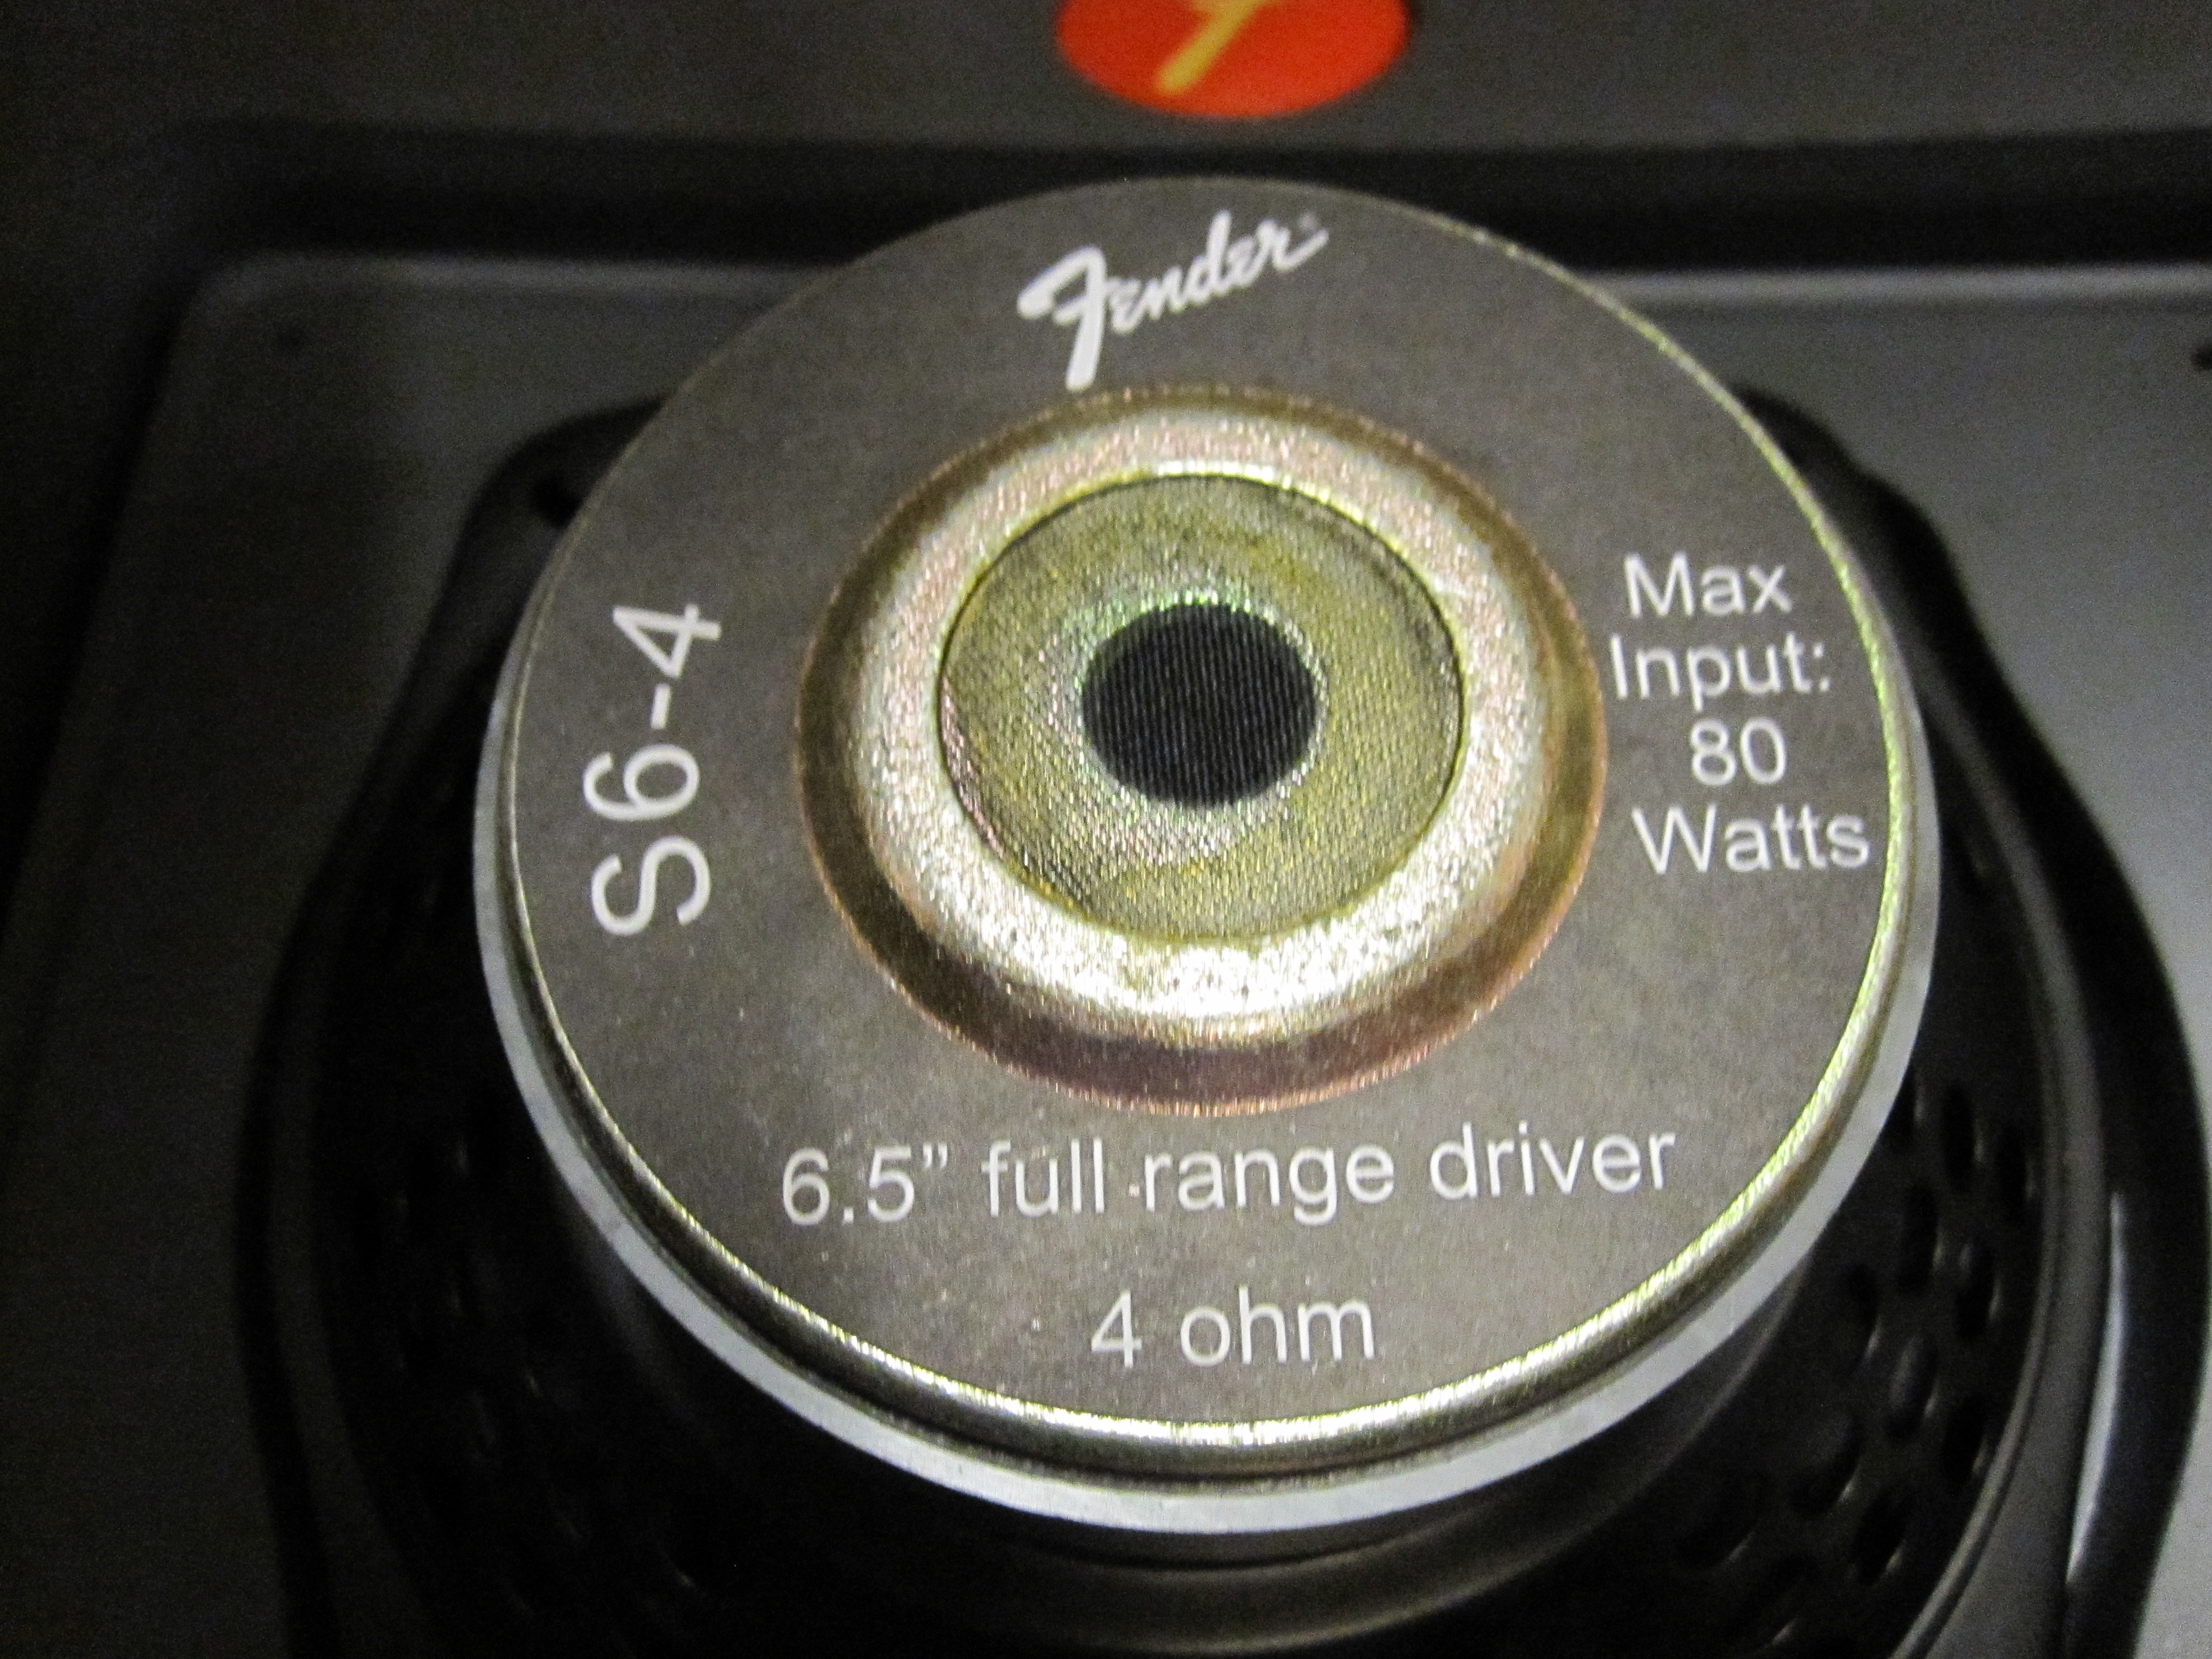 Fender®
S6-4
Max
Input:
80
Watts
6.5” full range driver
4 ohm